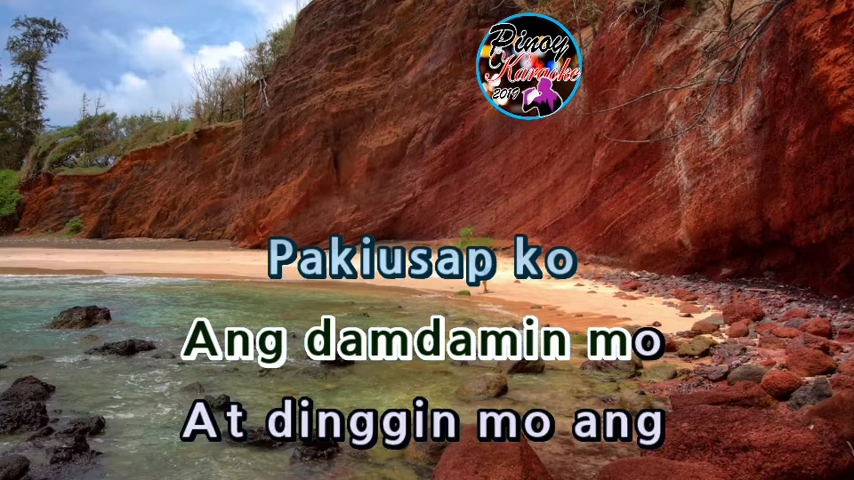 Pinoy
Karaoke
2019
Pakiusap ko
Ang damdamin mo
At dinggin mo ang